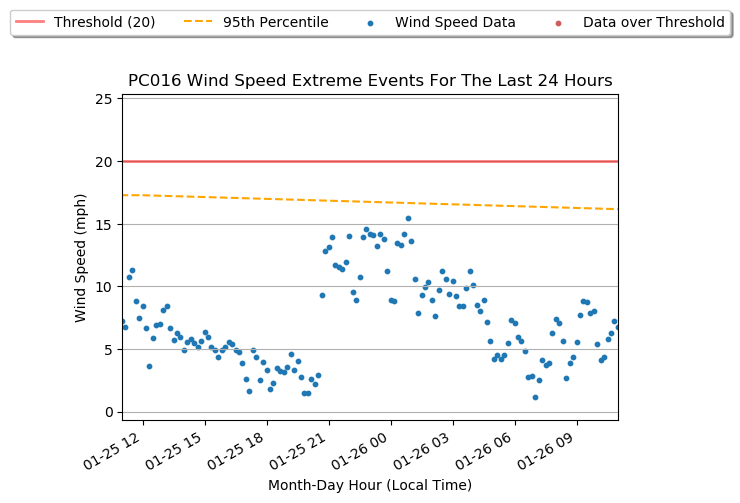 Threshold (20) 95th Percentile Wind Speed Data Data over Threshold
PC016 Wind Speed Extreme Events For The Last 24 Hours
25
20
15
10
5
0
Wind Speed (mph)
01-25 12 01-25 15 01-25 18 01-25 21 01-26 00 01-26 03 01-26 06 01-26 09
Month-Day Hour (Local Time)